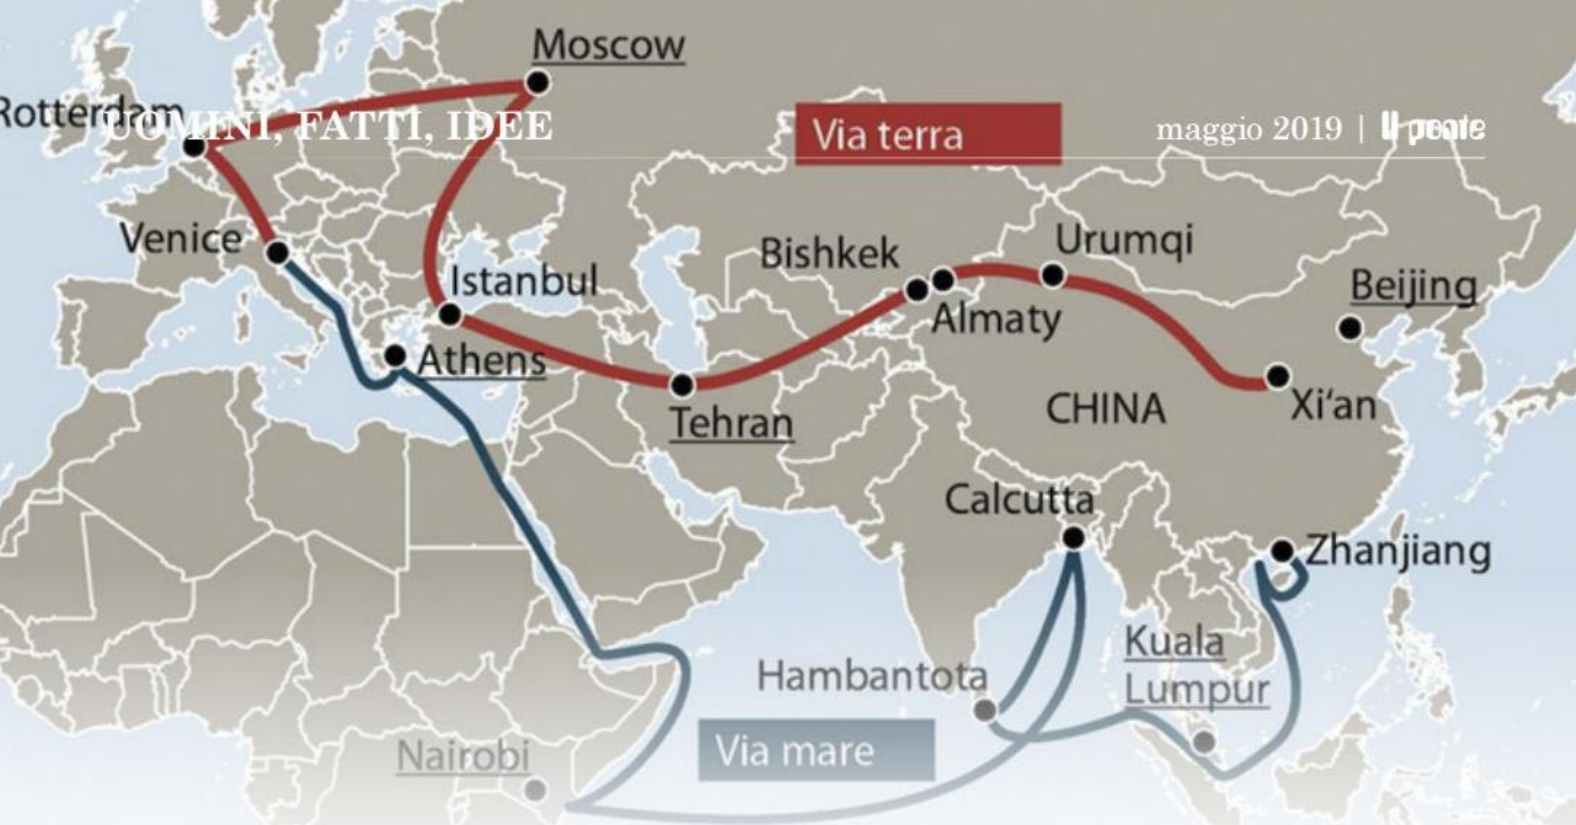 Moscow
Rotterdam
UOMINI, FATTI, IDEE
Via terra
maggio 2019 | Il ponte
Venice
Bishkek
Urumqi
Istanbul
Beijing
Almaty
Athens
Tehran
CHINA
Xi'an
Calcutta
Zhanjiang
Kuala
Lumpur
Hambantota
Via mare
Nairobi